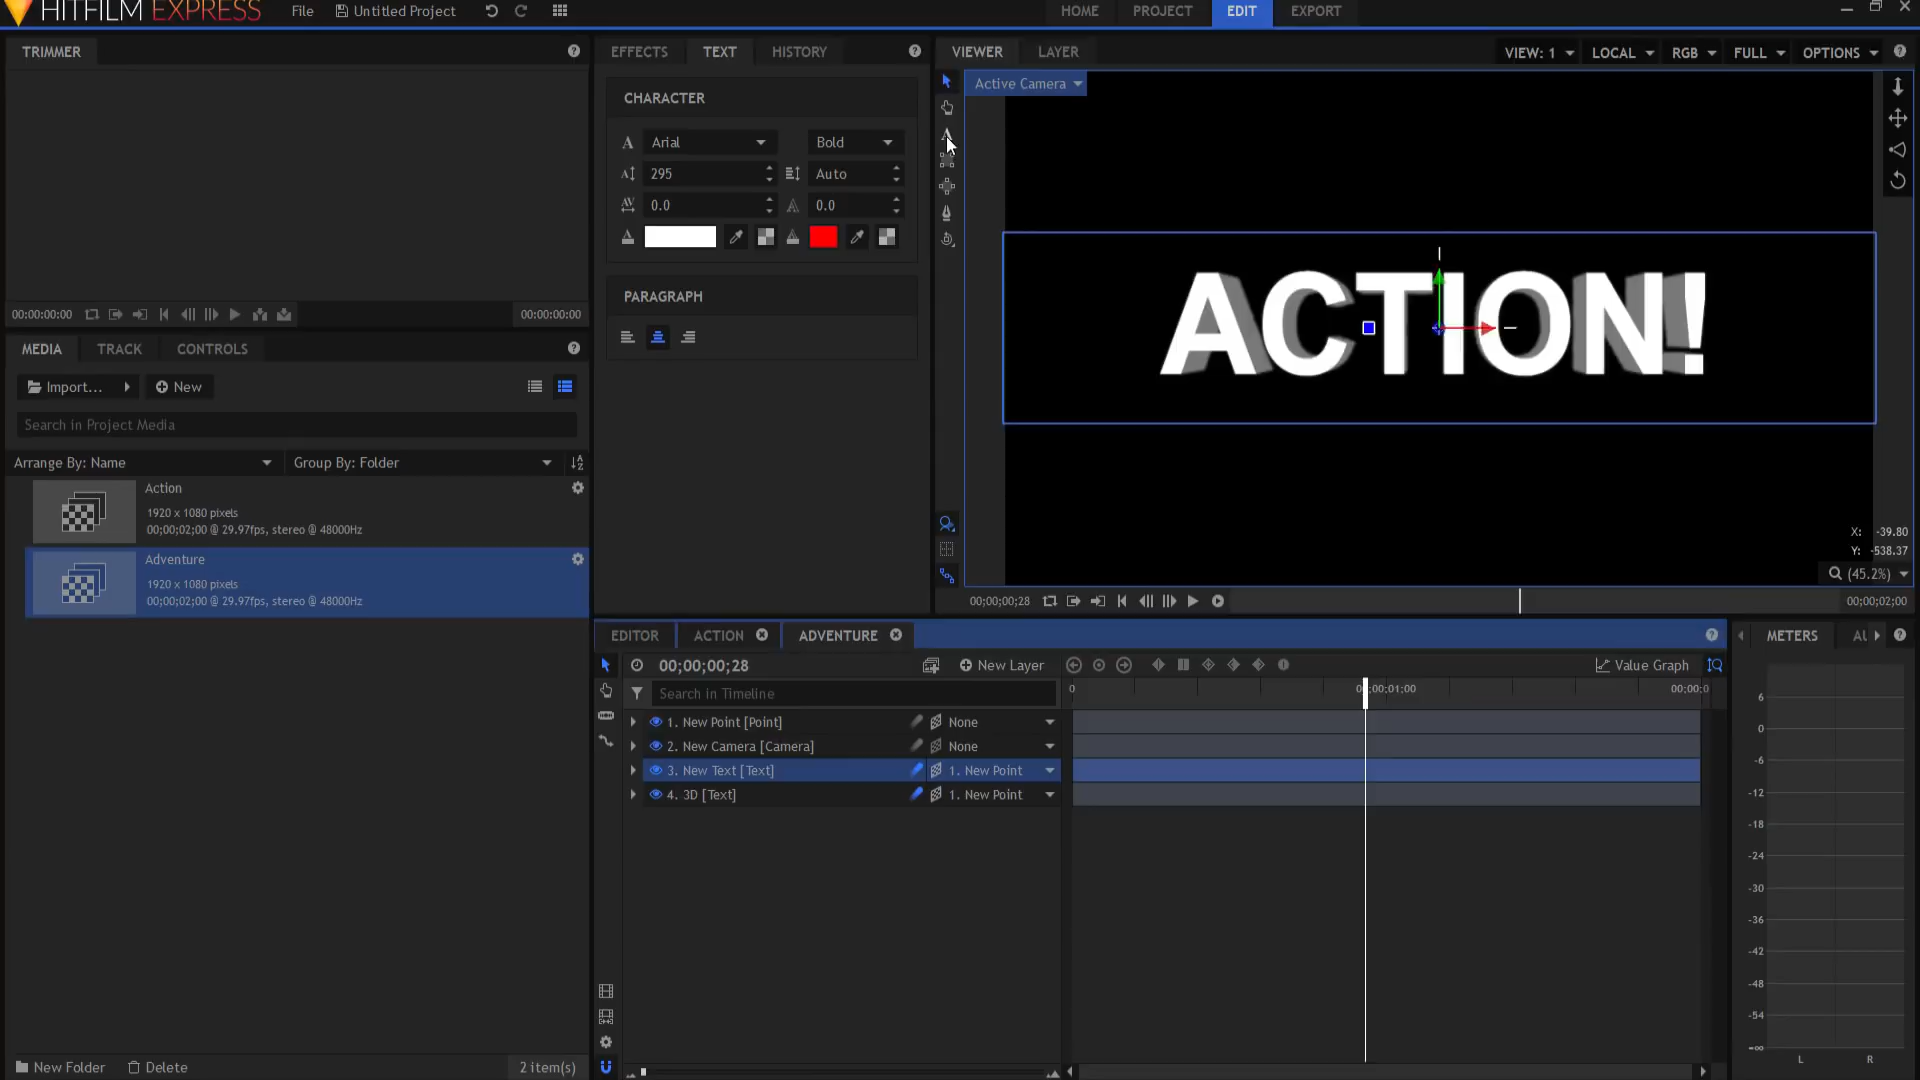 HITFILM EXPRESS
File
Untitled Project
HOME
PROJECT
EDIT
EXPORT
TRIMMER
00:00:00:00
00:00:00:00
MEDIA
TRACK
CONTROLS
Import...
New
Search in Project Media
Arrange By: Name
Group By: Folder
Action
1920 x 1080 pixels
00;00;02;00 @ 29.97fps, stereo @ 48000Hz
Adventure
1920 x 1080 pixels
00;00;02;00 @ 29.97fps, stereo @ 48000Hz
New Folder
Delete
2 item(s)
EFFECTS
TEXT
HISTORY
CHARACTER
Arial
Bold
295
Auto
0.0
0.0
PARAGRAPH
VIEWER
LAYER
VIEW: 1
LOCAL
RGB
FULL
OPTIONS
Active Camera
ACTION!
X: -39.80
Y: -538.37
(45.2%)
00;00;00;28
00;00;02;00
EDITOR
ACTION
ADVENTURE
00;00;00;28
New Layer
Value Graph
Search in Timeline
0
;00;01;00
00;00;0
1. New Point [Point]
None
2. New Camera [Camera]
None
3. New Text [Text]
1. New Point
4. 3D [Text]
1. New Point
METERS
6
0
-6
-12
-18
-24
-30
-36
-42
-48
-54
-∞
L
R